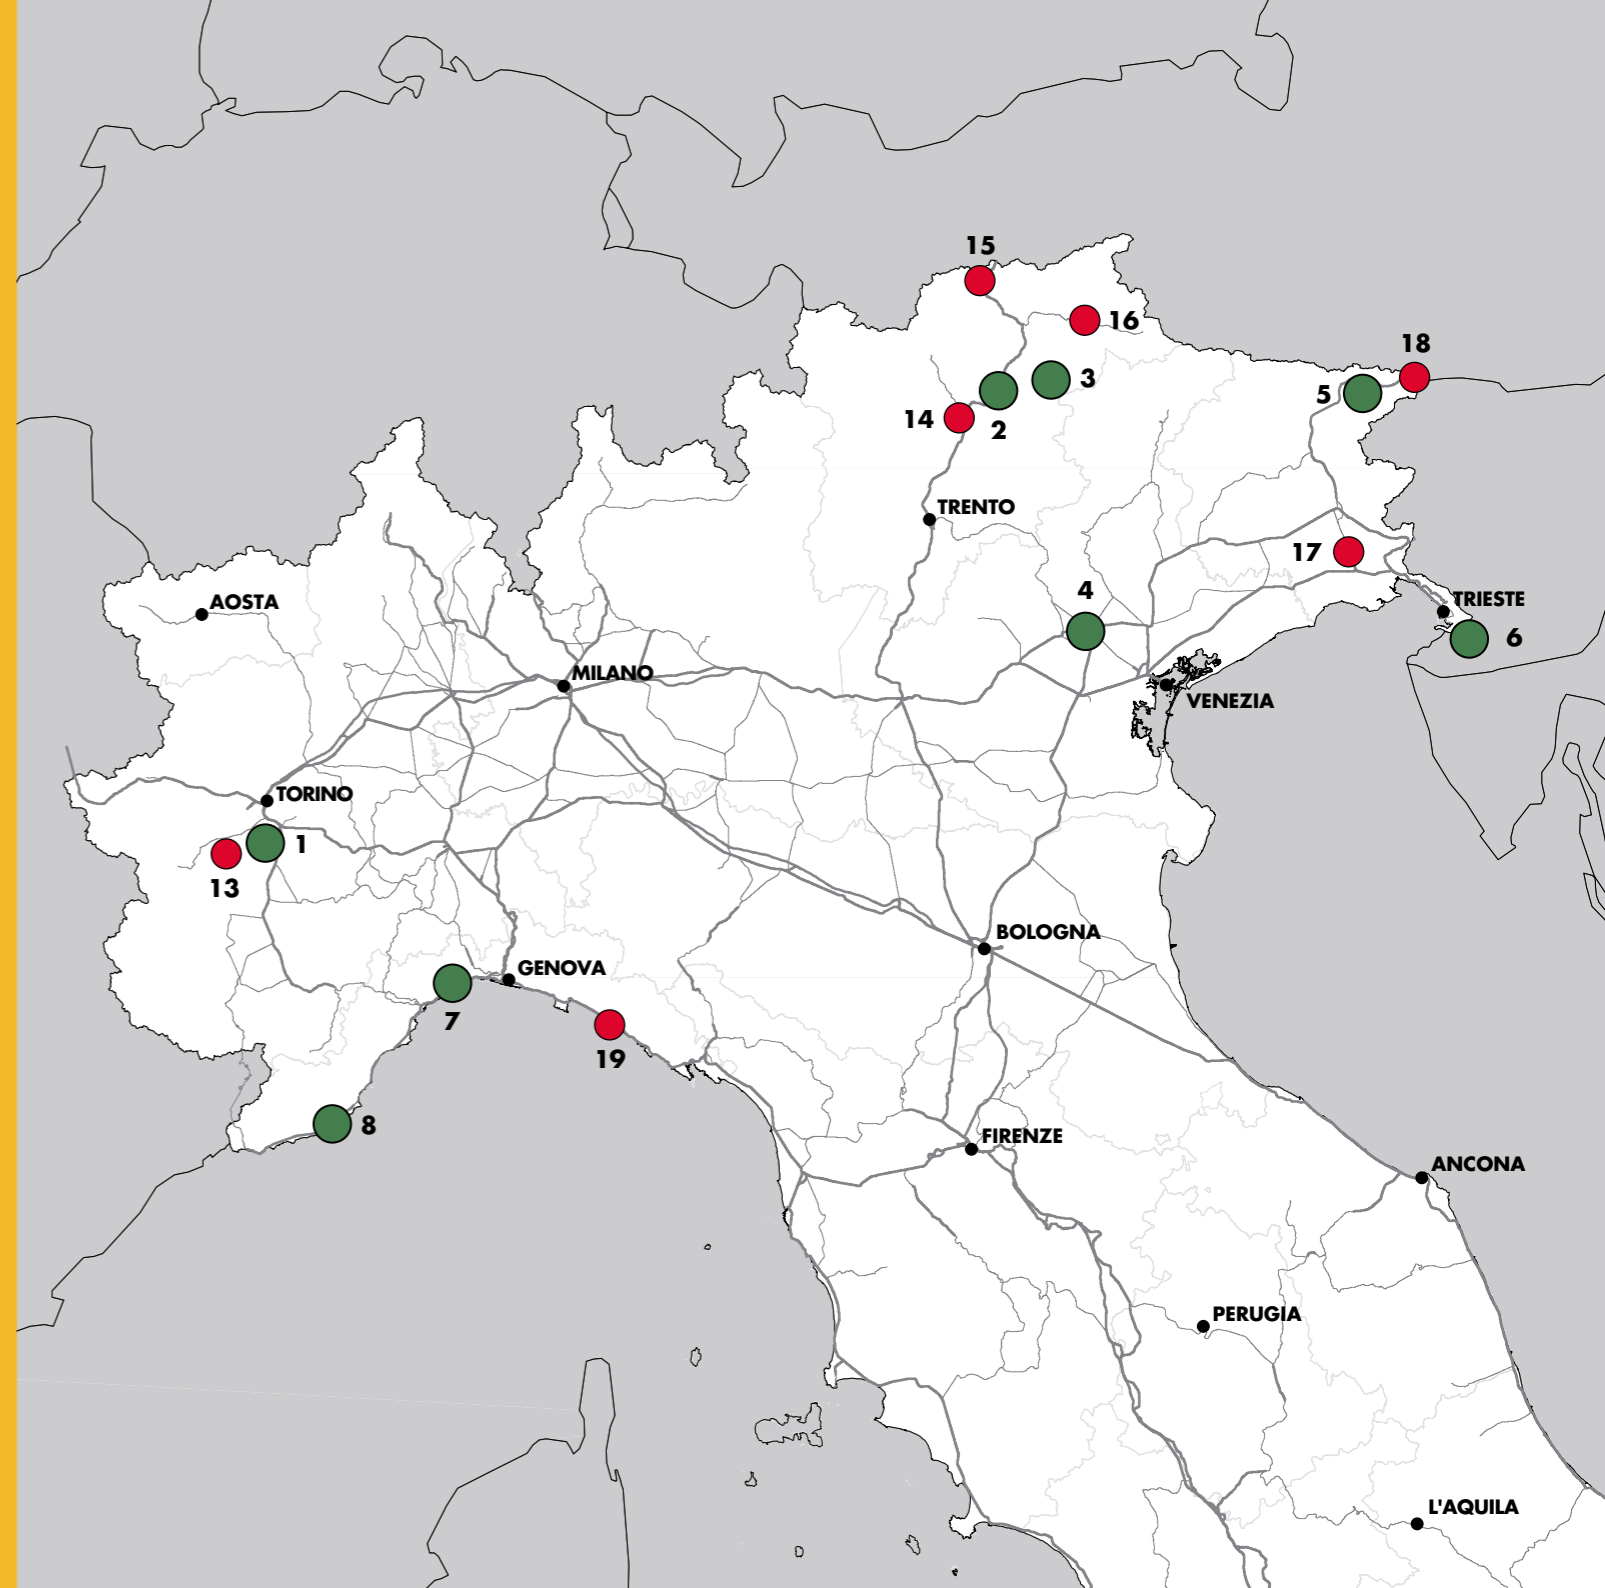 15
16
18
3
5
14
2
TRENTO
17
4
AOSTA
TRIESTE
6
MILANO
VENEZIA
TORINO
1
13
BOLOGNA
GENOVA
7
19
8
FIRENZE
ANCONA
PERUGIA
L'AQUILA